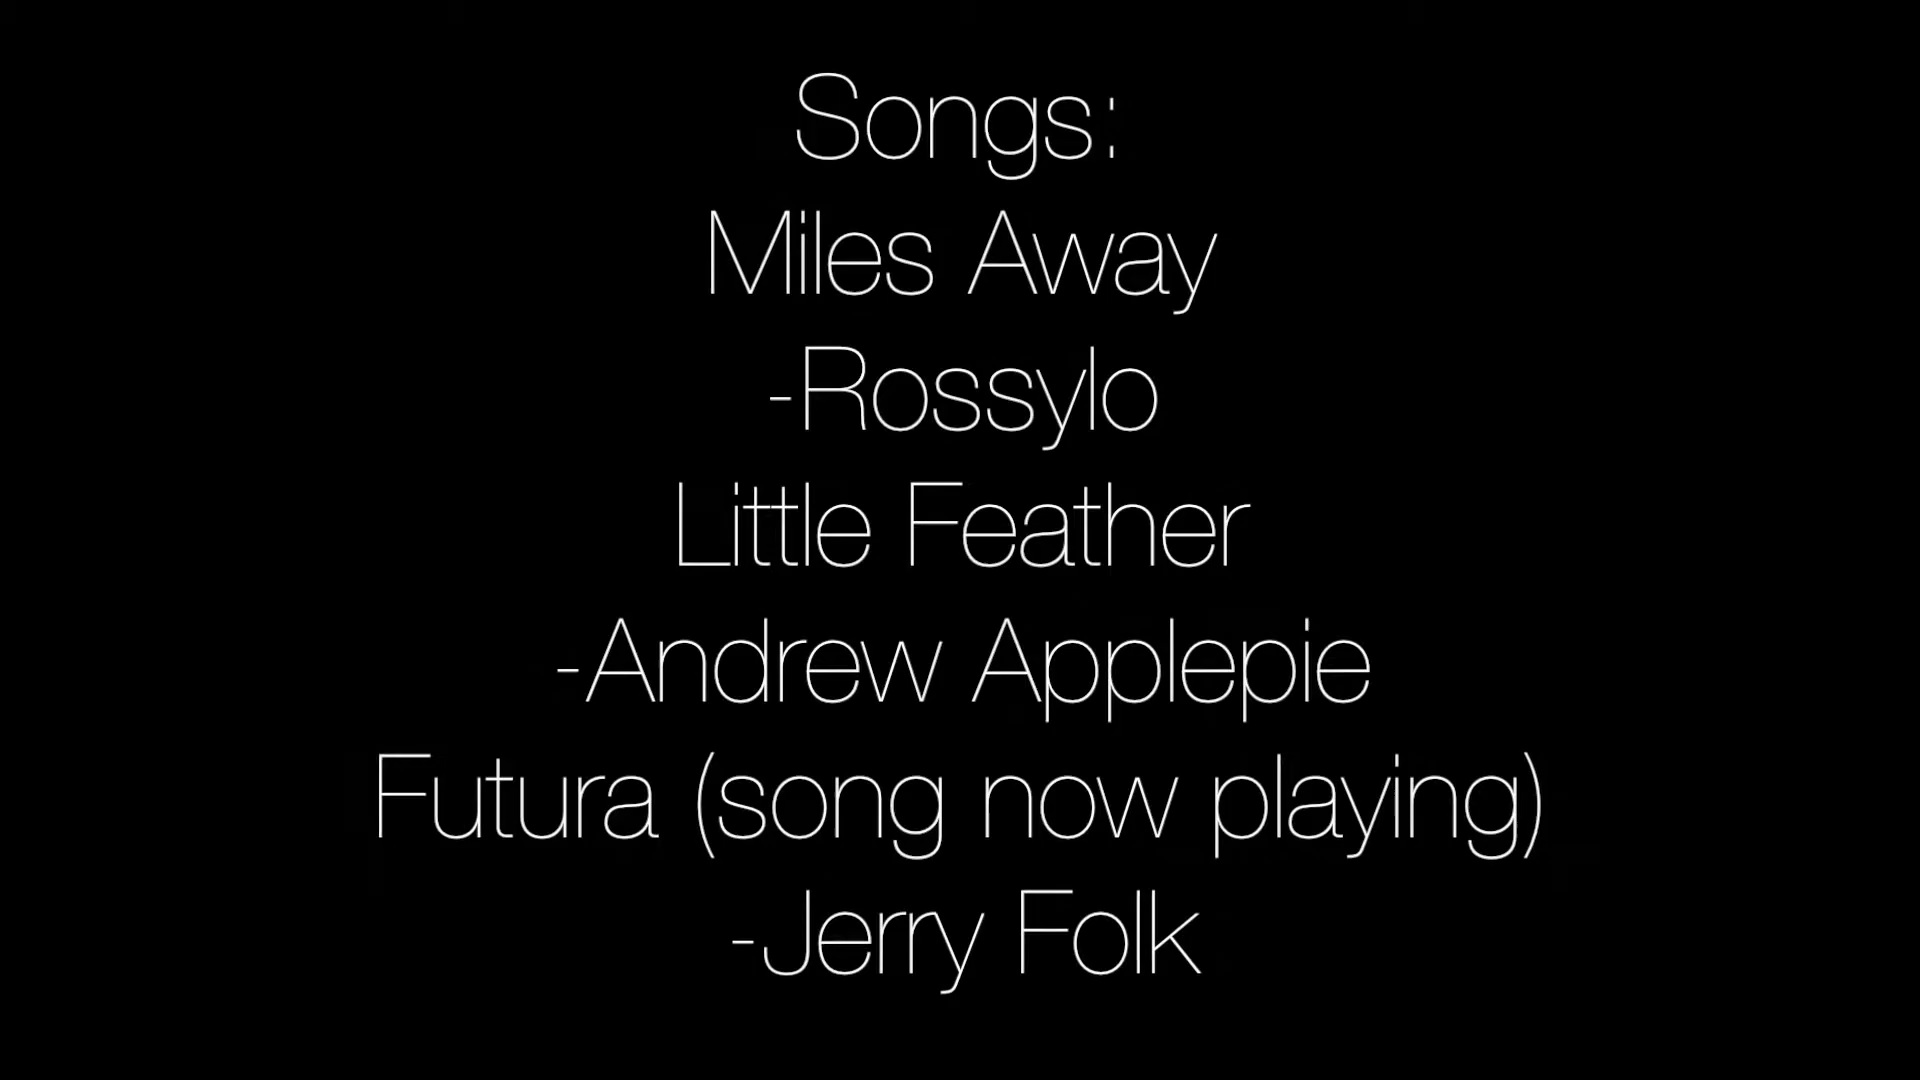 Songs:
Miles Away
-Rossylo
Little Feather
-Andrew Applepie
Futura (song now playing)
-Jerry Folk